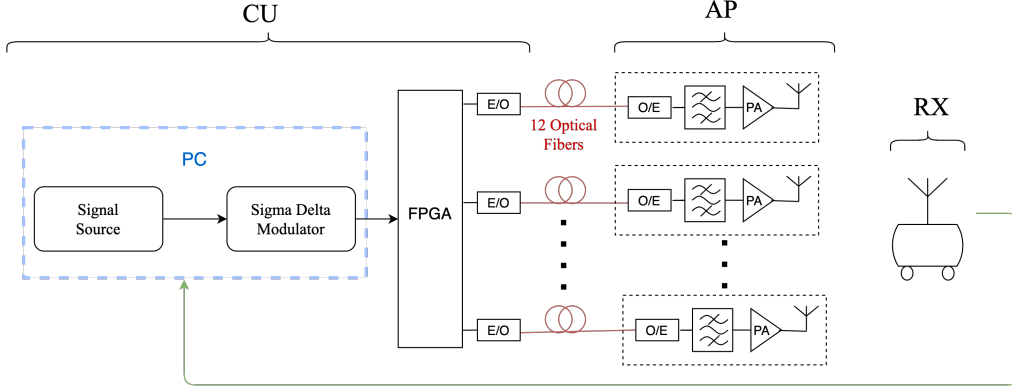 CU
AP
RX
PC
Signal
Source
Sigma Delta
Modulator
FPGA
E/O
12 Optical
Fibers
O/E
PA
E/O
O/E
PA
E/O
O/E
PA